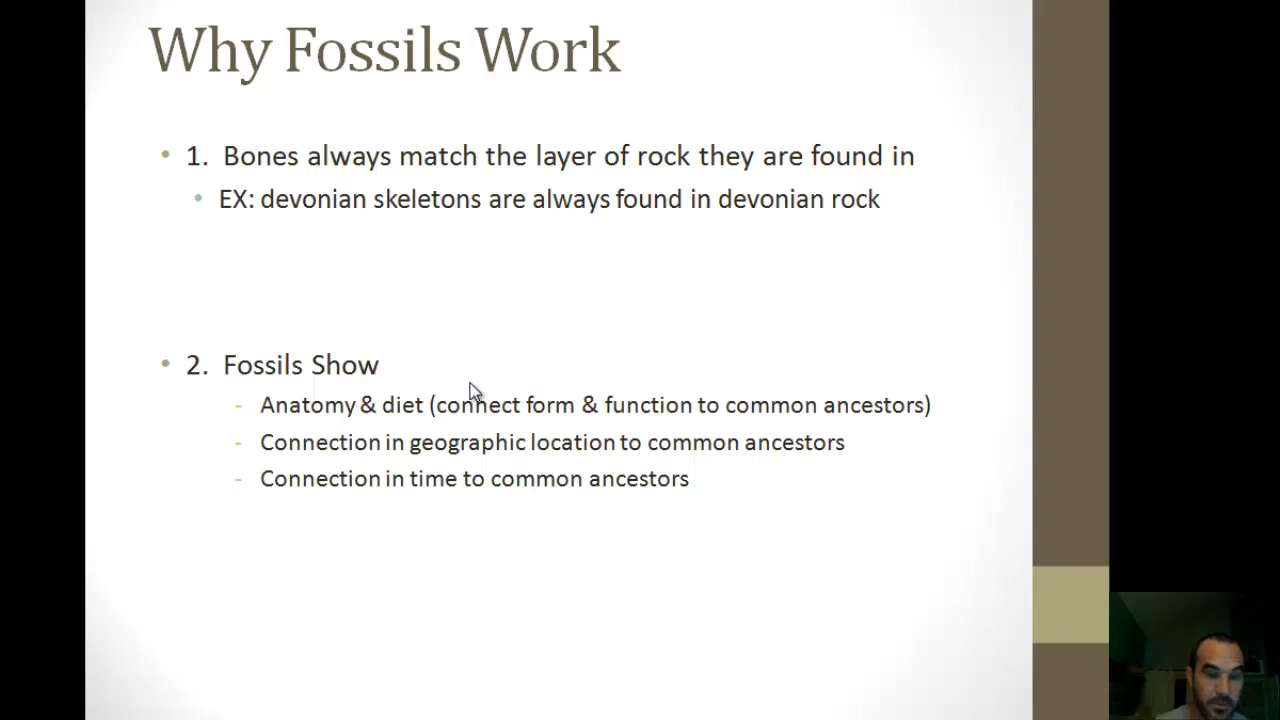 Why Fossils Work
• 1. Bones always match the layer of rock they are found in
• EX: devonian skeletons are always found in devonian rock
• 2. Fossils Show
- Anatomy & diet (connect form & function to common ancestors)
- Connection in geographic location to common ancestors
- Connection in time to common ancestors